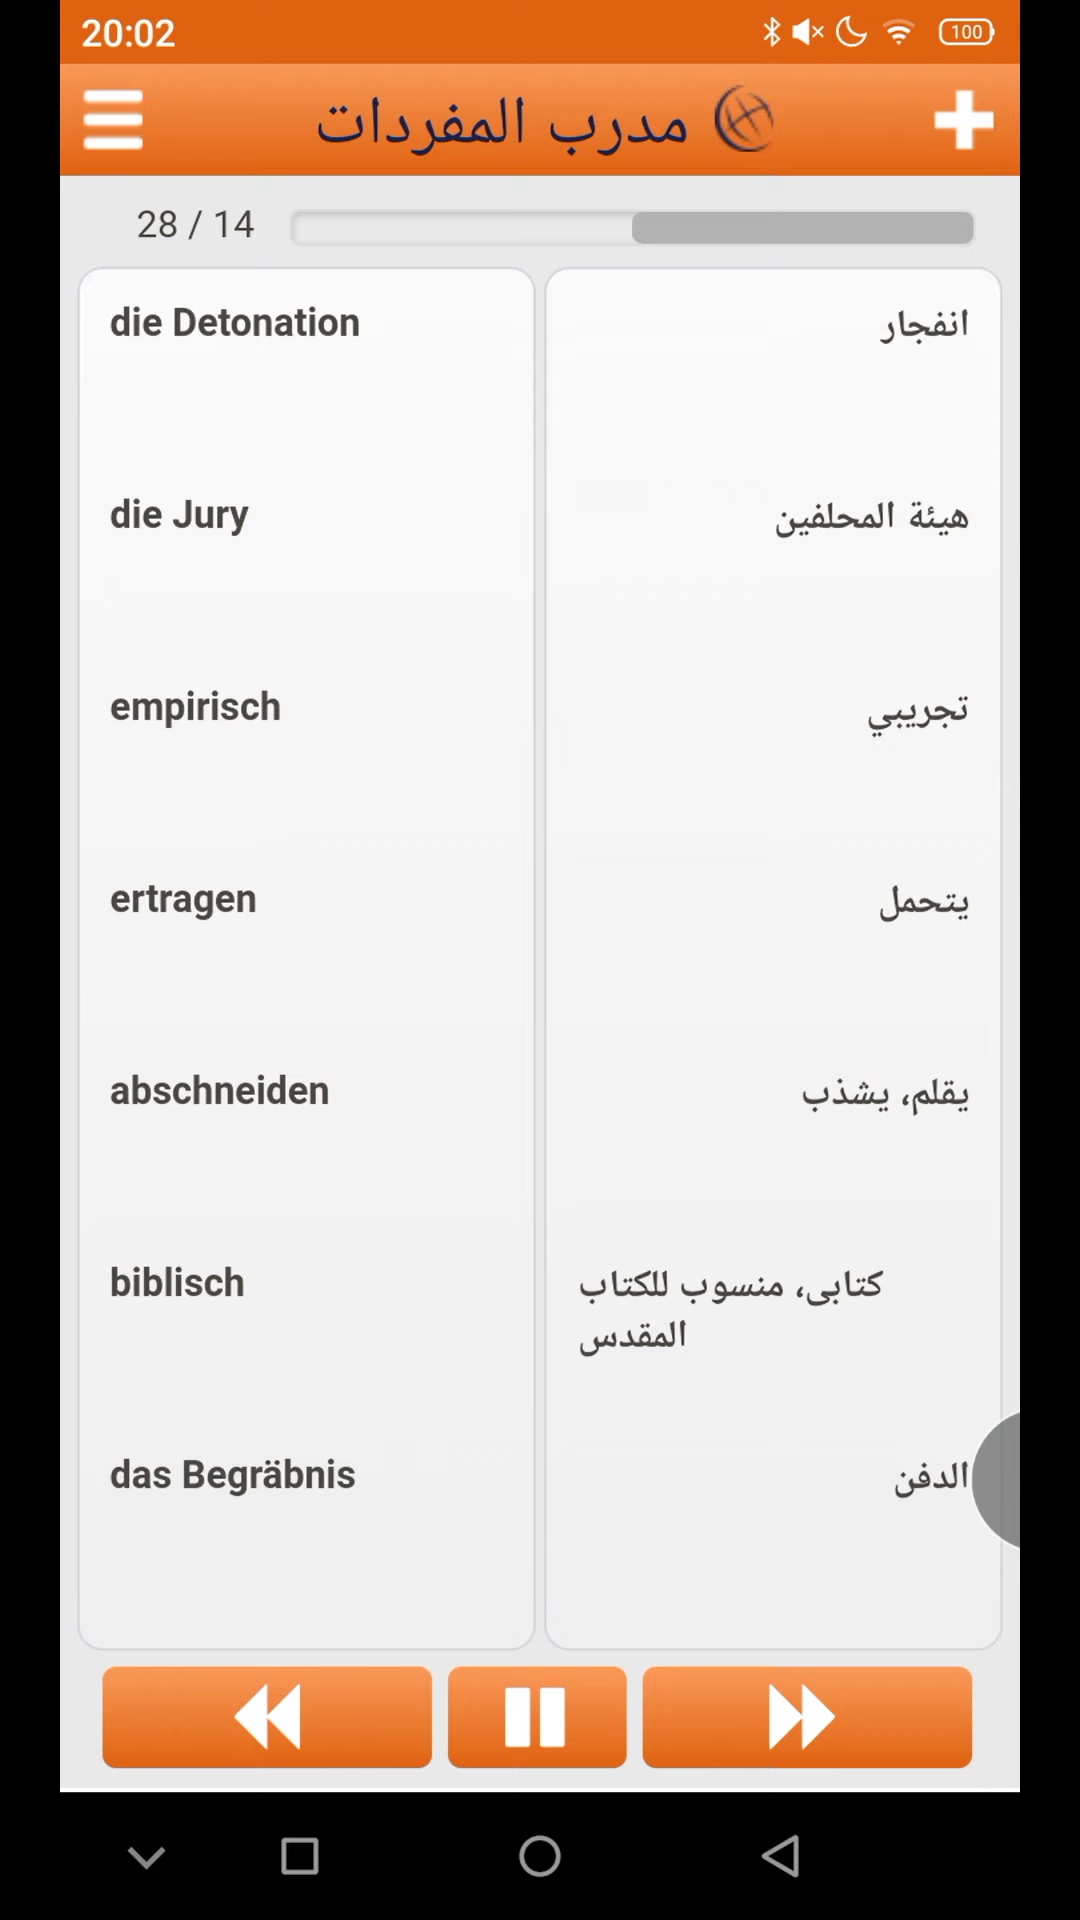 20:02
100
مدرب المفردات
28 / 14
die Detonation
انفجار
die Jury
هيئة المحلفين
empirisch
تجريبي
ertragen
يتحمل
abschneiden
يقلم، يشذب
biblisch
كتابى، منسوب للكتاب
المقدس
das Begräbnis
الدفن